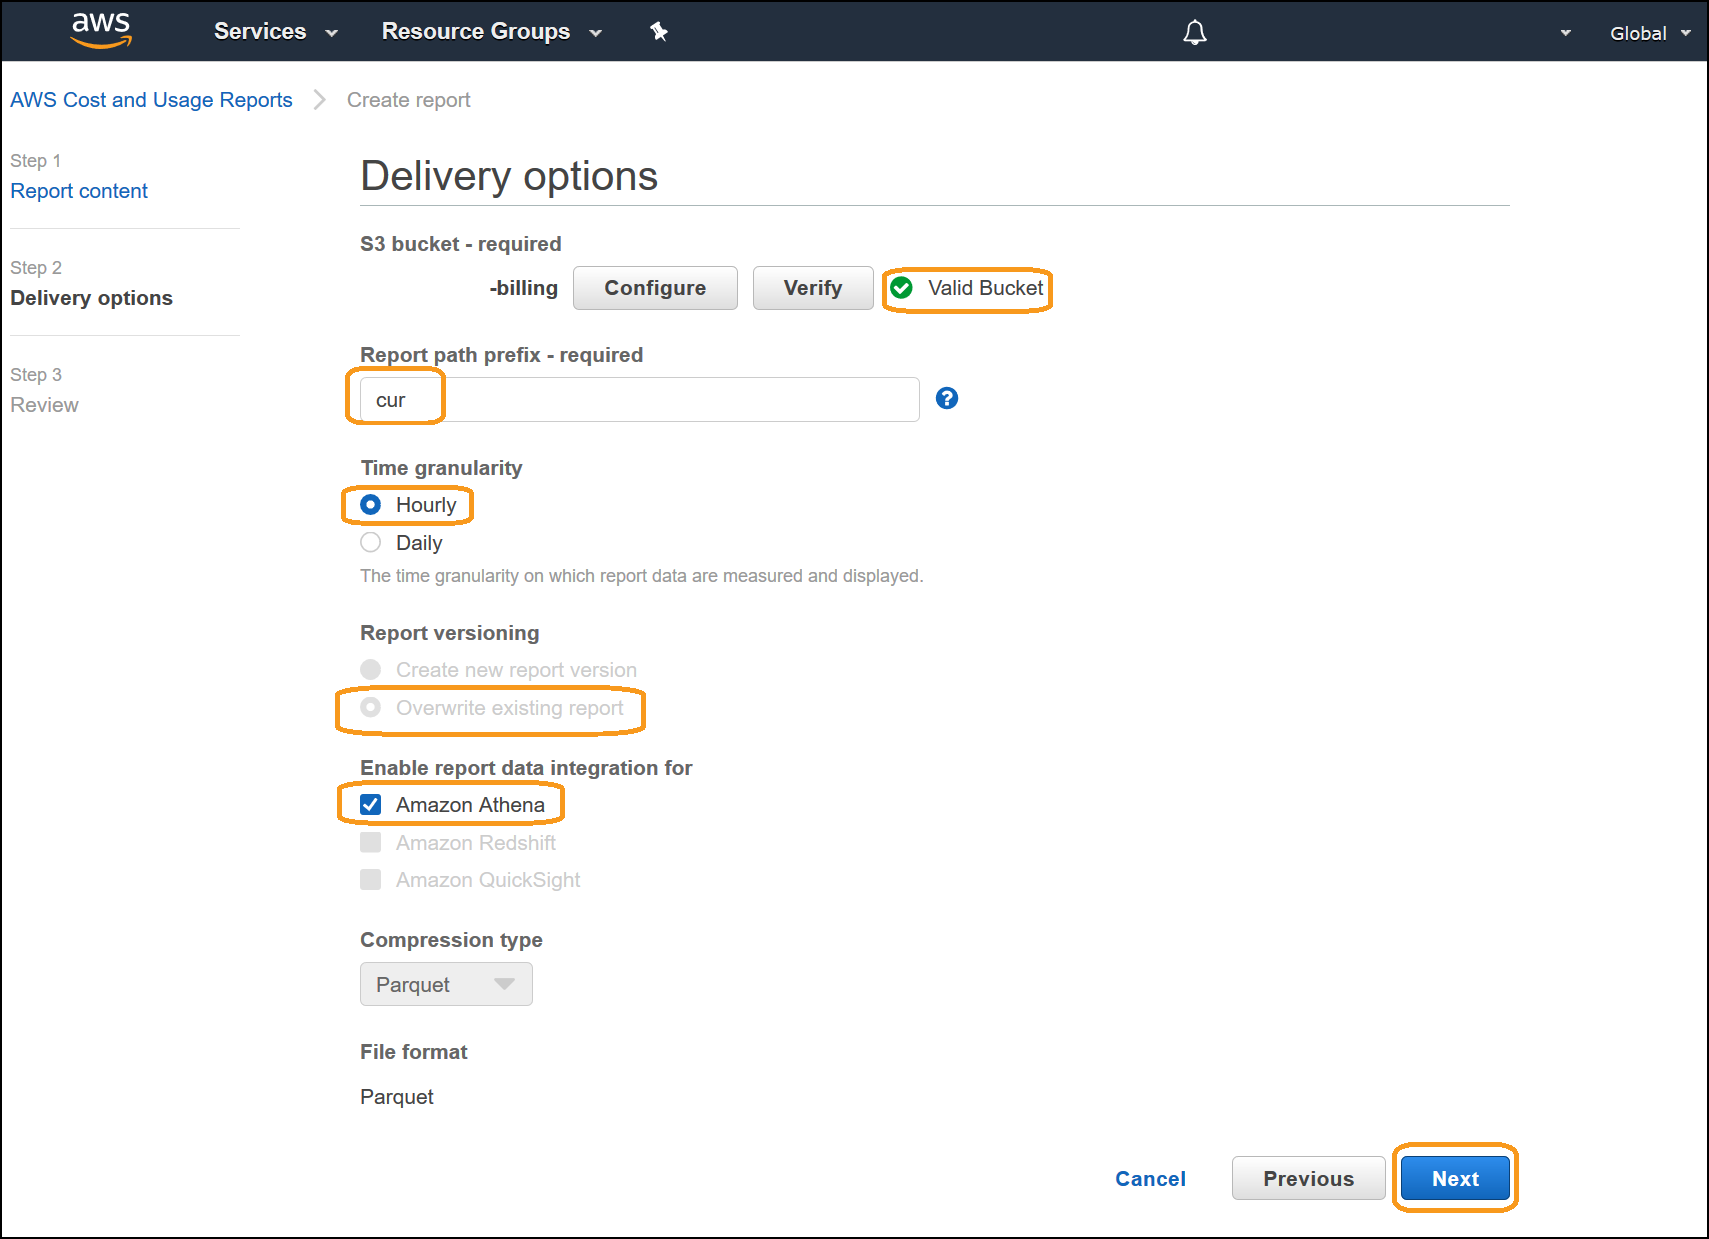 aws
Services
Resource Groups
Global
AWS Cost and Usage Reports
Create report
Step 1
Report content
Step 2
Delivery options
Step 3
Review
Delivery options
S3 bucket - required
-billing
Configure
Verify
Valid Bucket
Report path prefix - required
cur
?
Time granularity
Hourly
Daily
The time granularity on which report data are measured and displayed.
Report versioning
Create new report version
Overwrite existing report
Enable report data integration for
Amazon Athena
Amazon Redshift
Amazon QuickSight
Compression type
Parquet
File format
Parquet
Cancel
Previous
Next